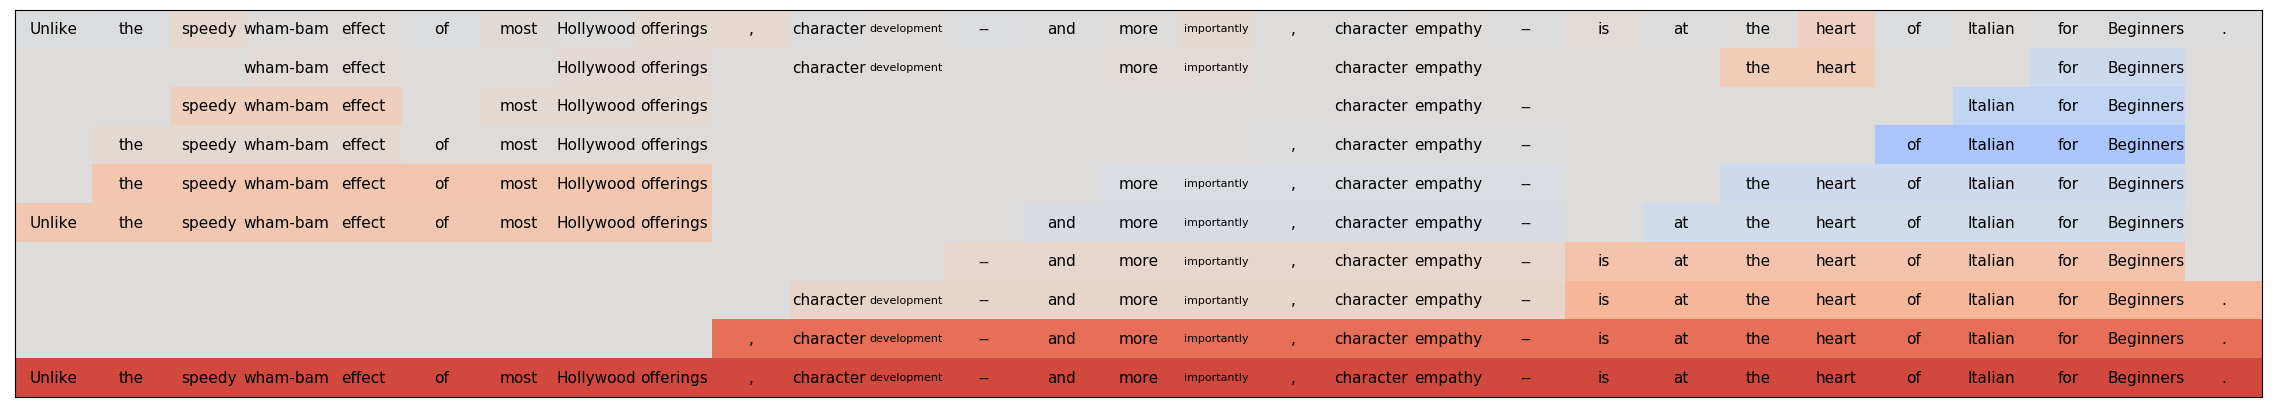 Unlike the speedy wham-bam effect of most Hollywood offerings , character development -- and more importantly , character empathy -- is at the heart of Italian for Beginners .
wham-bam effect Hollywood offerings character development more importantly character empathy the heart for Beginners
speedy wham-bam effect most Hollywood offerings character empathy -- Italian for Beginners
the speedy wham-bam effect of most Hollywood offerings , character empathy -- of Italian for Beginners
the speedy wham-bam effect of most Hollywood offerings more importantly , character empathy -- the heart of Italian for Beginners
Unlike the speedy wham-bam effect of most Hollywood offerings and more importantly , character empathy -- at the heart of Italian for Beginners
-- and more importantly , character empathy -- is at the heart of Italian for Beginners
character development -- and more importantly , character empathy -- is at the heart of Italian for Beginners .
, character development -- and more importantly , character empathy -- is at the heart of Italian for Beginners .
Unlike the speedy wham-bam effect of most Hollywood offerings , character development -- and more importantly , character empathy -- is at the heart of Italian for Beginners .